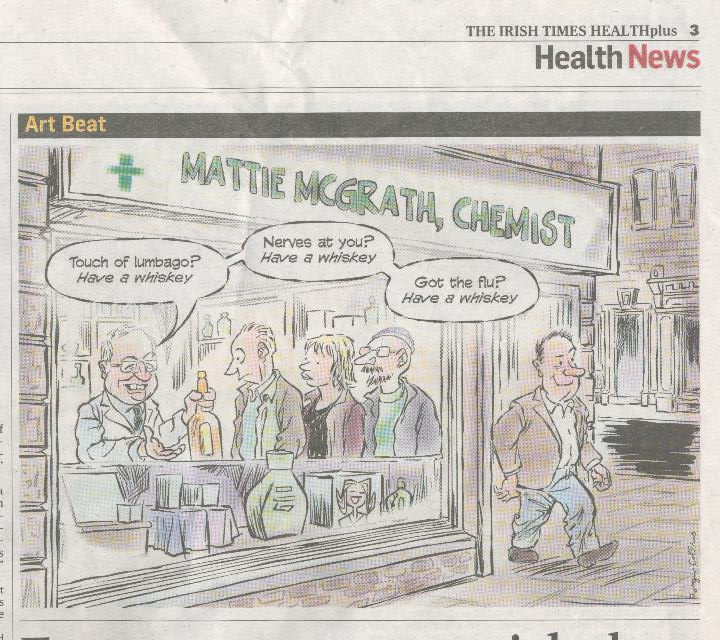 THE IRISH TIMES HEALTHplus 3
Health News
Art Beat
MATTIE MCGRATH, CHEMIST
Touch of lumbago?
Have a whiskey
Nerves at you?
Have a whiskey
Got the flu?
Have a whiskey